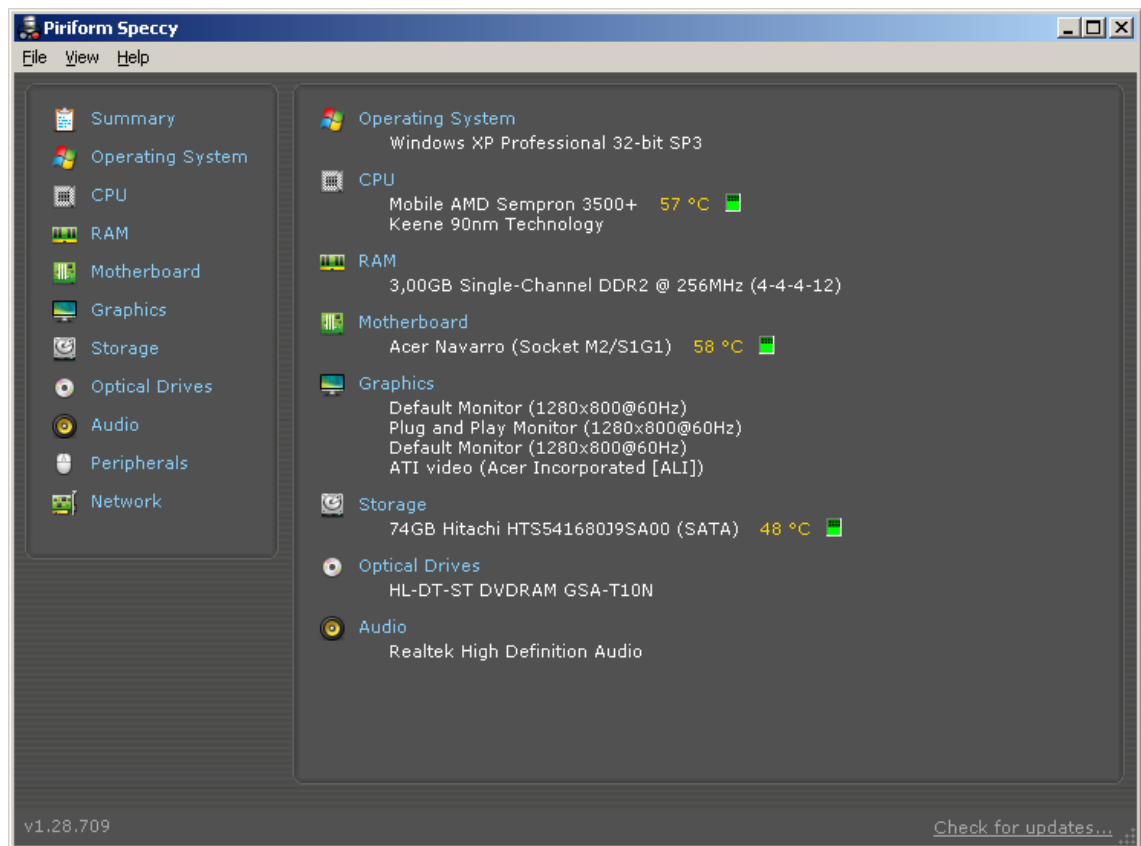 Piriform Speccy
File View Help
Summary
Operating System
CPU
RAM
Motherboard
Graphics
Storage
Optical Drives
Audio
Peripherals
Network
Operating System
Windows XP Professional 32-bit SP3
CPU
Mobile AMD Sempron 3500+ 57 °C
Keene 90nm Technology
RAM
3,00GB Single-Channel DDR2 @ 256MHz (4-4-4-12)
Motherboard
Acer Navarro (Socket M2/S1G1) 58 °C
Graphics
Default Monitor (1280x800@60Hz)
Plug and Play Monitor (1280x800@60Hz)
Default Monitor (1280x800@60Hz)
ATI video (Acer Incorporated [ALI])
Storage
74GB Hitachi HTS541680J9SA00 (SATA) 48 °C
Optical Drives
HL-DT-ST DVDRAM GSA-T10N
Audio
Realtek High Definition Audio
v1.28.709
Check for updates...